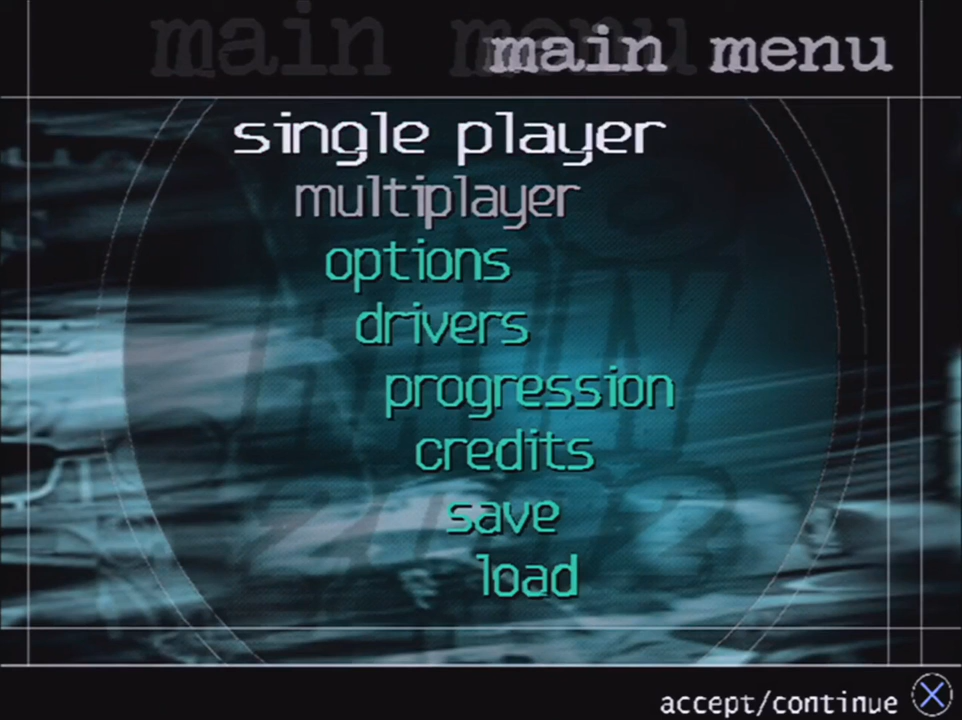 main menu
main menu
single player
multiplayer
options
drivers
progression
credits
save
load
accept/continue